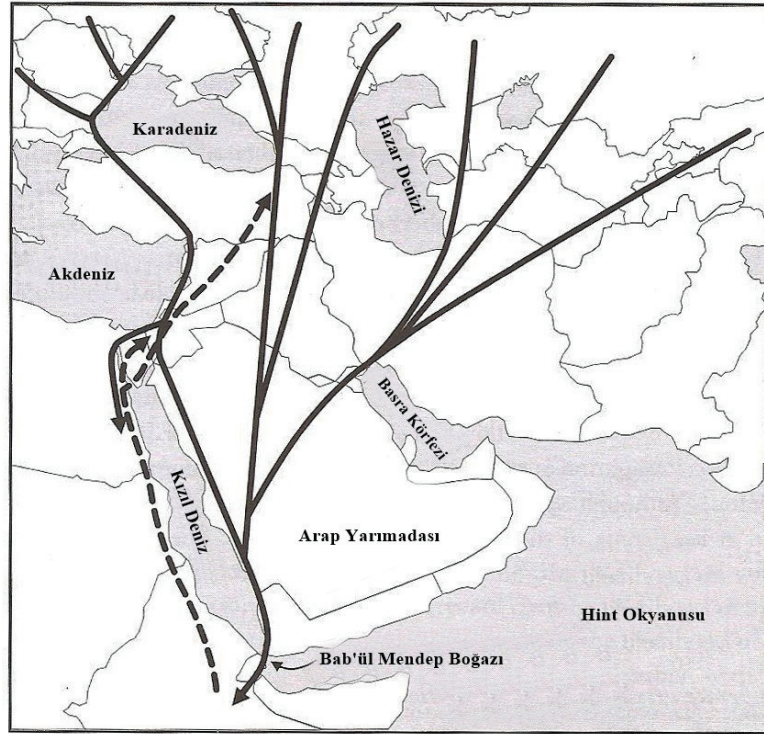 Karadeniz
Hazar Denizi
Akdeniz
Basra Körfezi
Kızıl Deniz
Arap Yarımadası
Hint Okyanusu
Bab'ül Mendep Boğazı